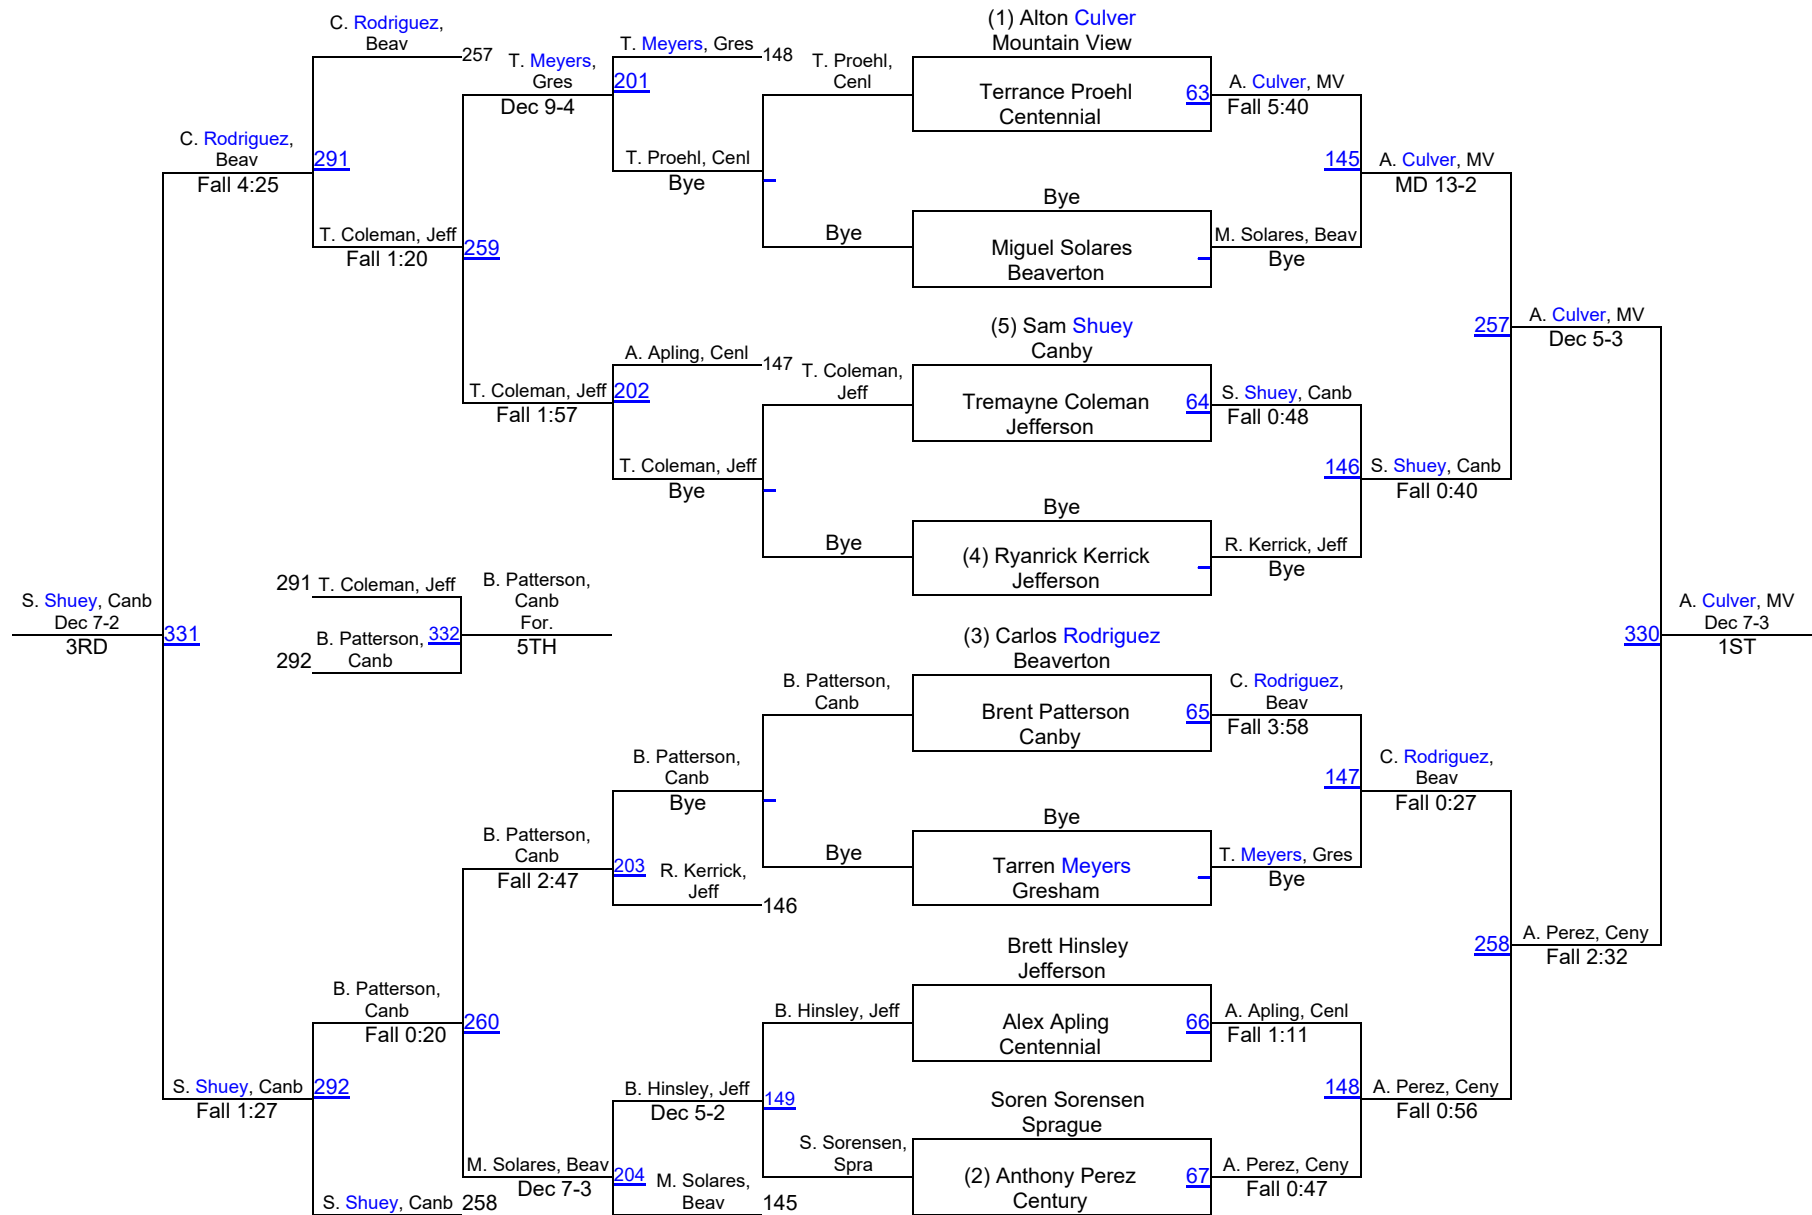 C. Rodriguez,
Beav
257
C. Rodriguez,
Beav
Fall 4:25
291
T. Coleman, Jeff
Fall 1:20
259
T. Meyers,
Gres
Dec 9-4
201
T. Meyers, Gres
148
T. Proehl, Cenl
Bye
T. Proehl,
Cenl
Bye
T. Coleman, Jeff
Fall 1:57
202
A. Apling, Cenl
147
T. Coleman, Jeff
Bye
T. Coleman,
Jeff
Bye
(1) Alton Culver
Mountain View
Terrance Proehl
Centennial
63
A. Culver, MV
Fall 5:40
Bye
Miguel Solares
Beaverton
M. Solares, Beav
Bye
145
A. Culver, MV
MD 13-2
(5) Sam Shuey
Canby
Tremayne Coleman
Jefferson
64
S. Shuey, Canb
Fall 0:48
Bye
(4) Ryanrick Kerrick
Jefferson
R. Kerrick, Jeff
Bye
146
S. Shuey, Canb
Fall 0:40
257
A. Culver, MV
Dec 5-3
S. Shuey, Canb
Dec 7-2
3RD
331
291
T. Coleman, Jeff
292
B. Patterson,
Canb
332
B. Patterson,
Canb
For.
5TH
330
A. Culver, MV
Dec 7-3
1ST
(3) Carlos Rodriguez
Beaverton
Brent Patterson
Canby
65
C. Rodriguez,
Beav
Fall 3:58
Bye
Tarren Meyers
Gresham
T. Meyers, Gres
Bye
147
C. Rodriguez,
Beav
Fall 0:27
B. Patterson,
Canb
Bye
B. Patterson,
Canb
Bye
B. Patterson,
Canb
Fall 2:47
203
R. Kerrick,
Jeff
146
Brett Hinsley
Jefferson
Alex Apling
Centennial
66
A. Apling, Cenl
Fall 1:11
Soren Sorensen
Sprague
(2) Anthony Perez
Century
67
A. Perez, Ceny
Fall 0:47
148
A. Perez, Ceny
Fall 0:56
258
A. Perez, Ceny
Fall 2:32
B. Hinsley, Jeff
S. Sorensen,
Spra
149
B. Hinsley, Jeff
Dec 5-2
M. Solares, Beav
Dec 7-3
204
M. Solares,
Beav
145
B. Patterson,
Canb
Fall 0:20
260
S. Shuey, Canb
Fall 1:27
292
S. Shuey, Canb
258